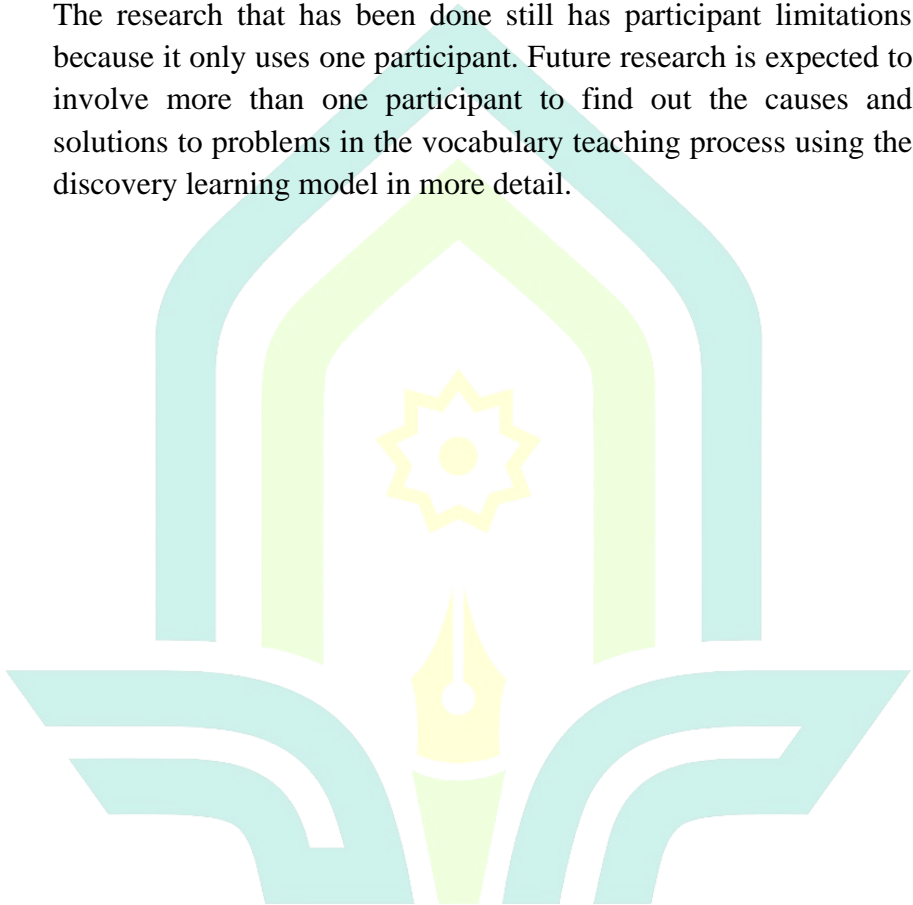 The research that has been done still has participant limitations
because it only uses one participant. Future research is expected to
involve more than one participant to find out the causes and
solutions to problems in the vocabulary teaching process using the
discovery learning model in more detail.